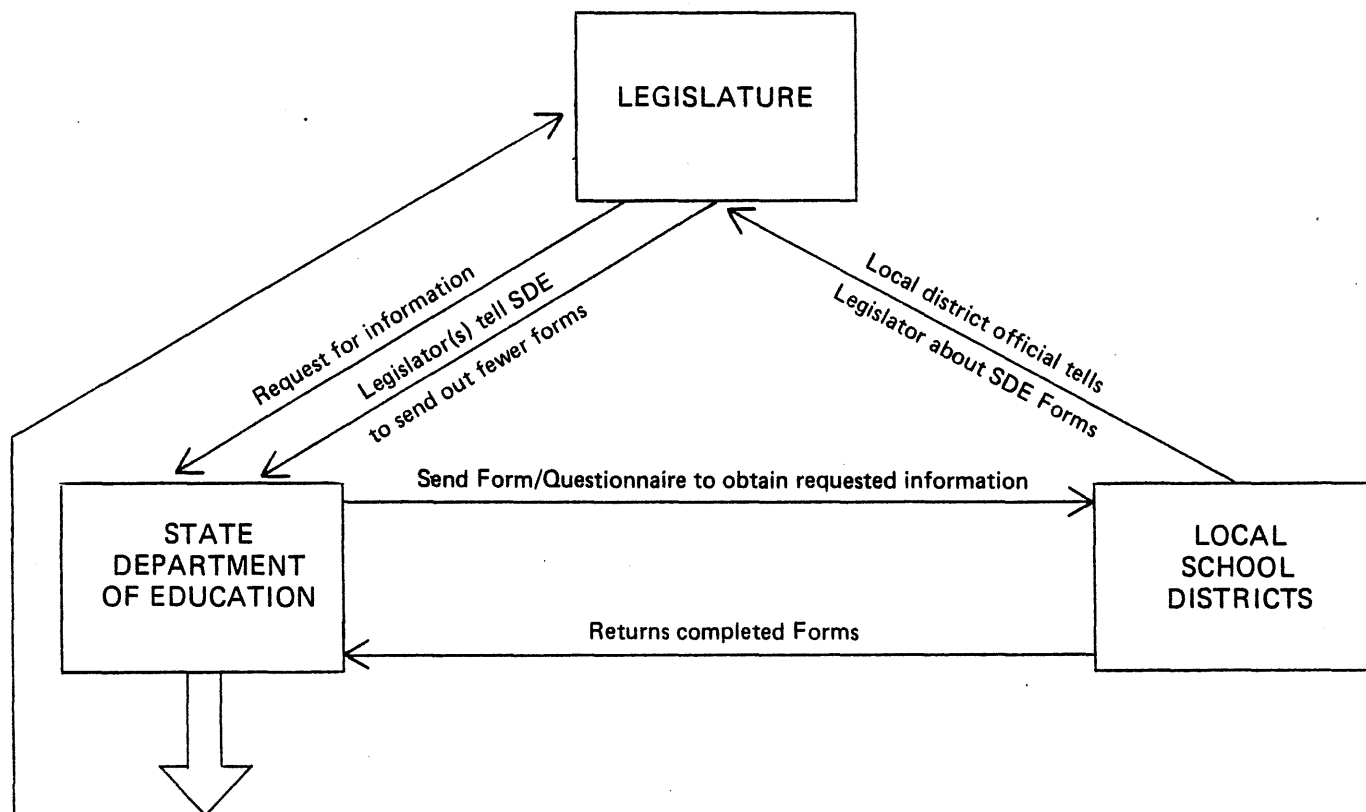 LEGISLATURE
Request for information
Legislator(s) tell SDE
to send out fewer forms
Local district official tells
Legislator about SDE Forms
Send Form/Questionnaire to obtain requested information
STATE
DEPARTMENT
OF EDUCATION
LOCAL
SCHOOL
DISTRICTS
Returns completed Forms